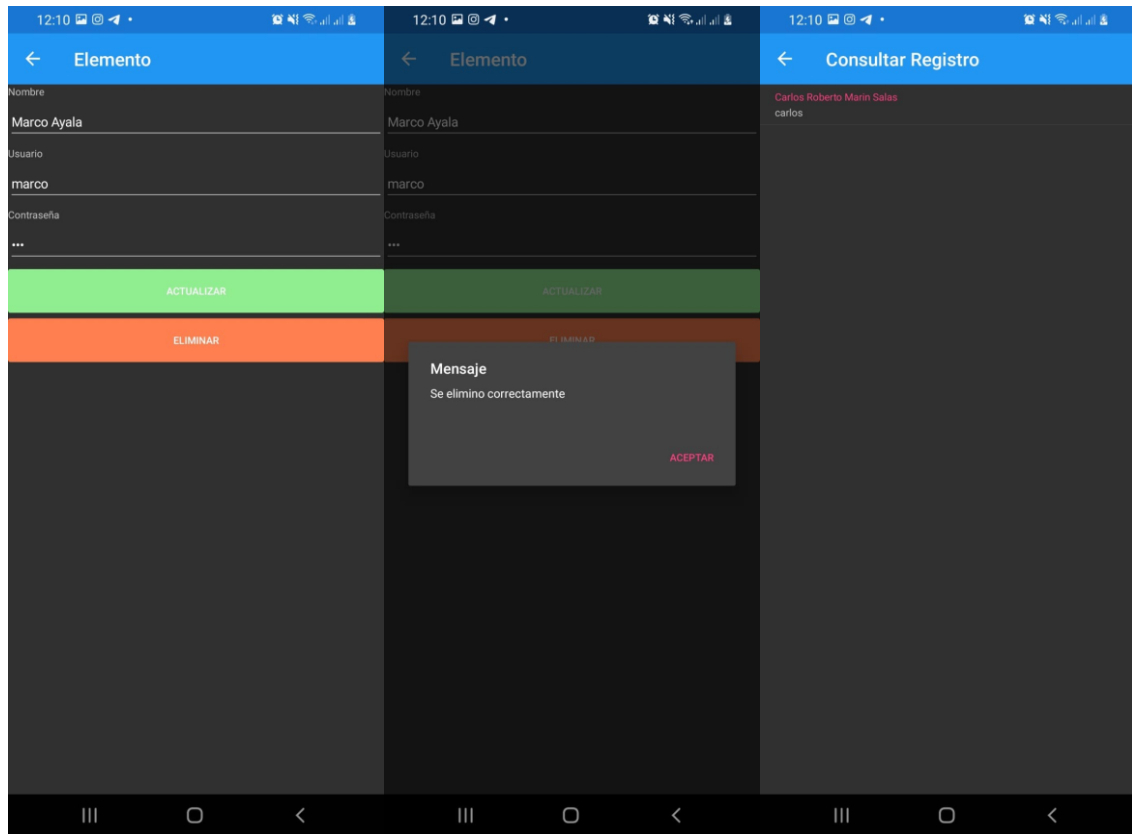 12:10
Elemento
Nombre
Marco Ayala
Usuario
marco
Contraseña
•••
ACTUALIZAR
ELIMINAR
12:10
Elemento
Nombre
Marco Ayala
Usuario
marco
Contraseña
•••
ACTUALIZAR
ELIMINAR
Mensaje
Se elimino correctamente
ACEPTAR
12:10
Consultar Registro
Carlos Roberto Marin Salas
carlos